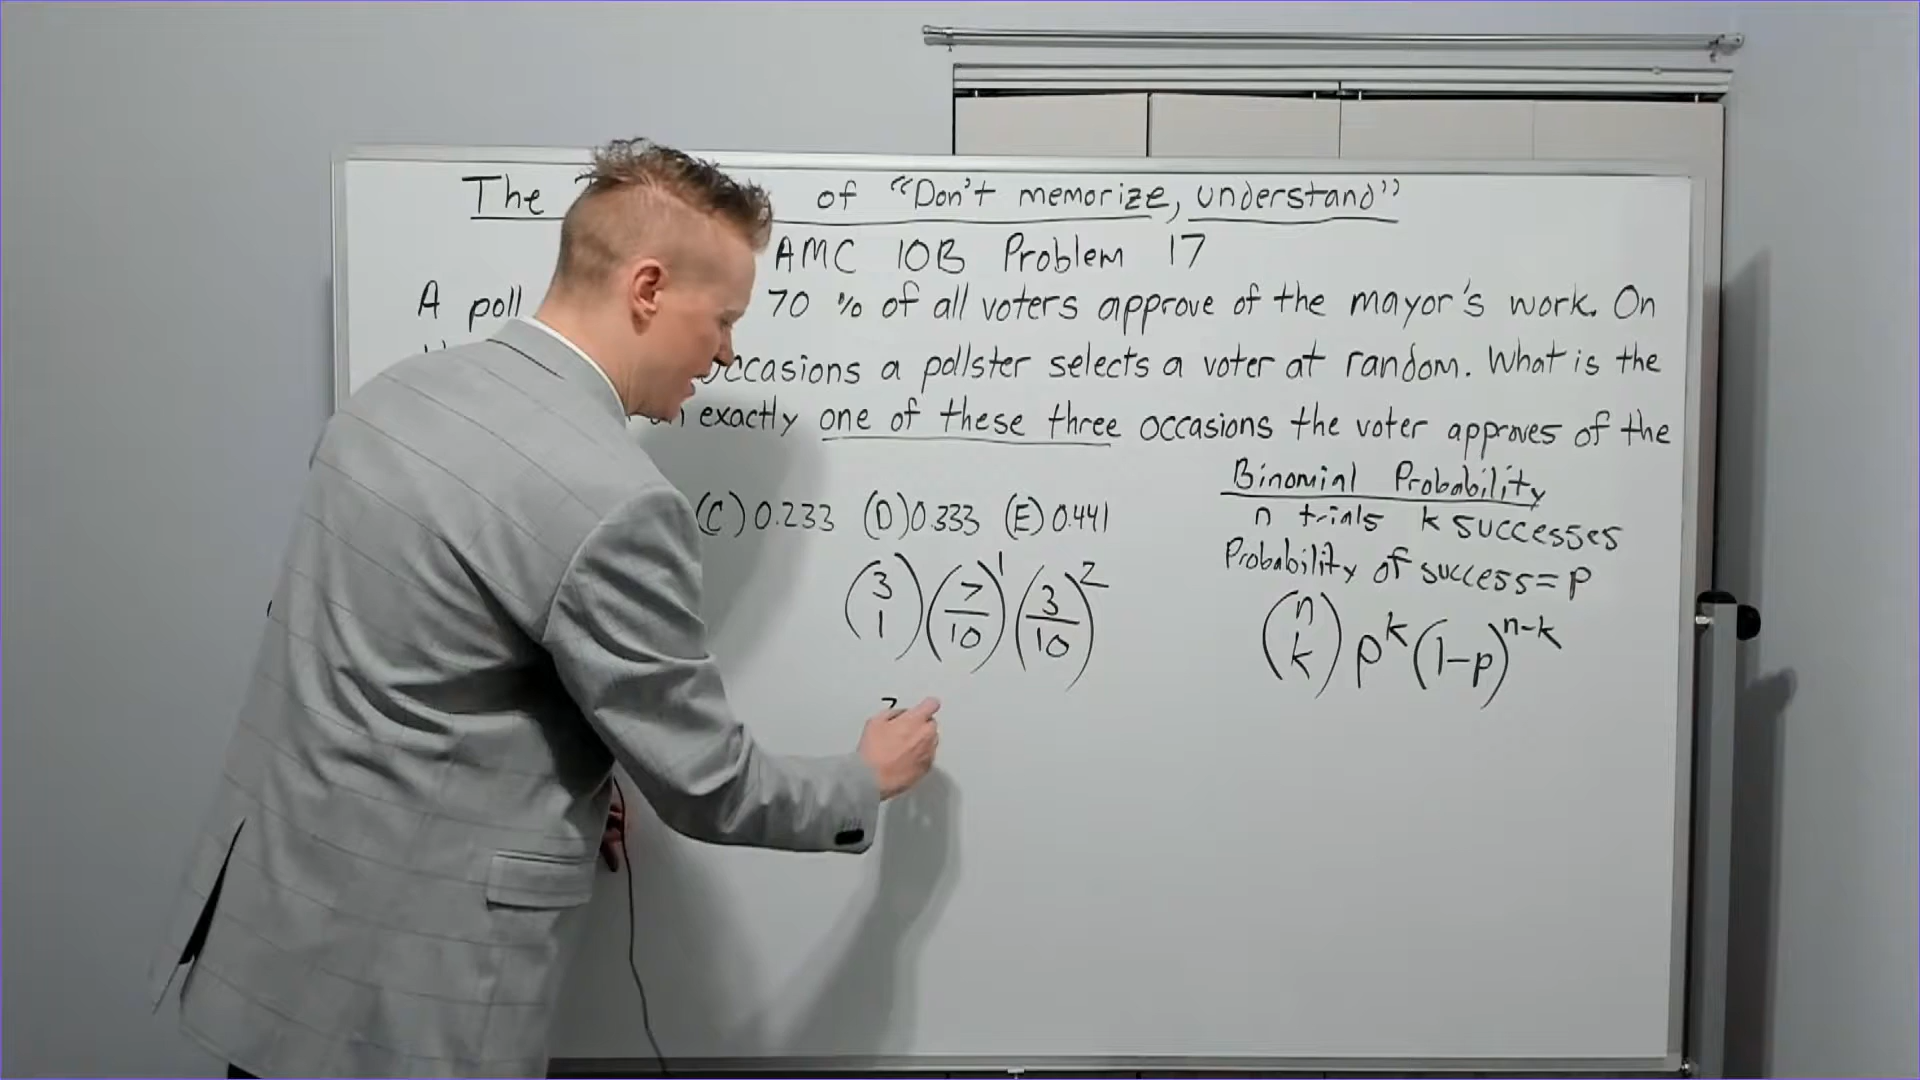 The of “Don't memorize, understand”
AMC 10B Problem 17
A poll 70 % of all voters approve of the mayor's work. On
occasions a pollster selects a voter at random. What is the
exactly one of these three occasions the voter approves of the
(C) 0.233 (D) 0.333 (E) 0.441
(3 1) (7/10)^1 (3/10)^2
Binomial Probability
n trials k successes
Probability of success = p
(n k) p^k (1-p)^n-k